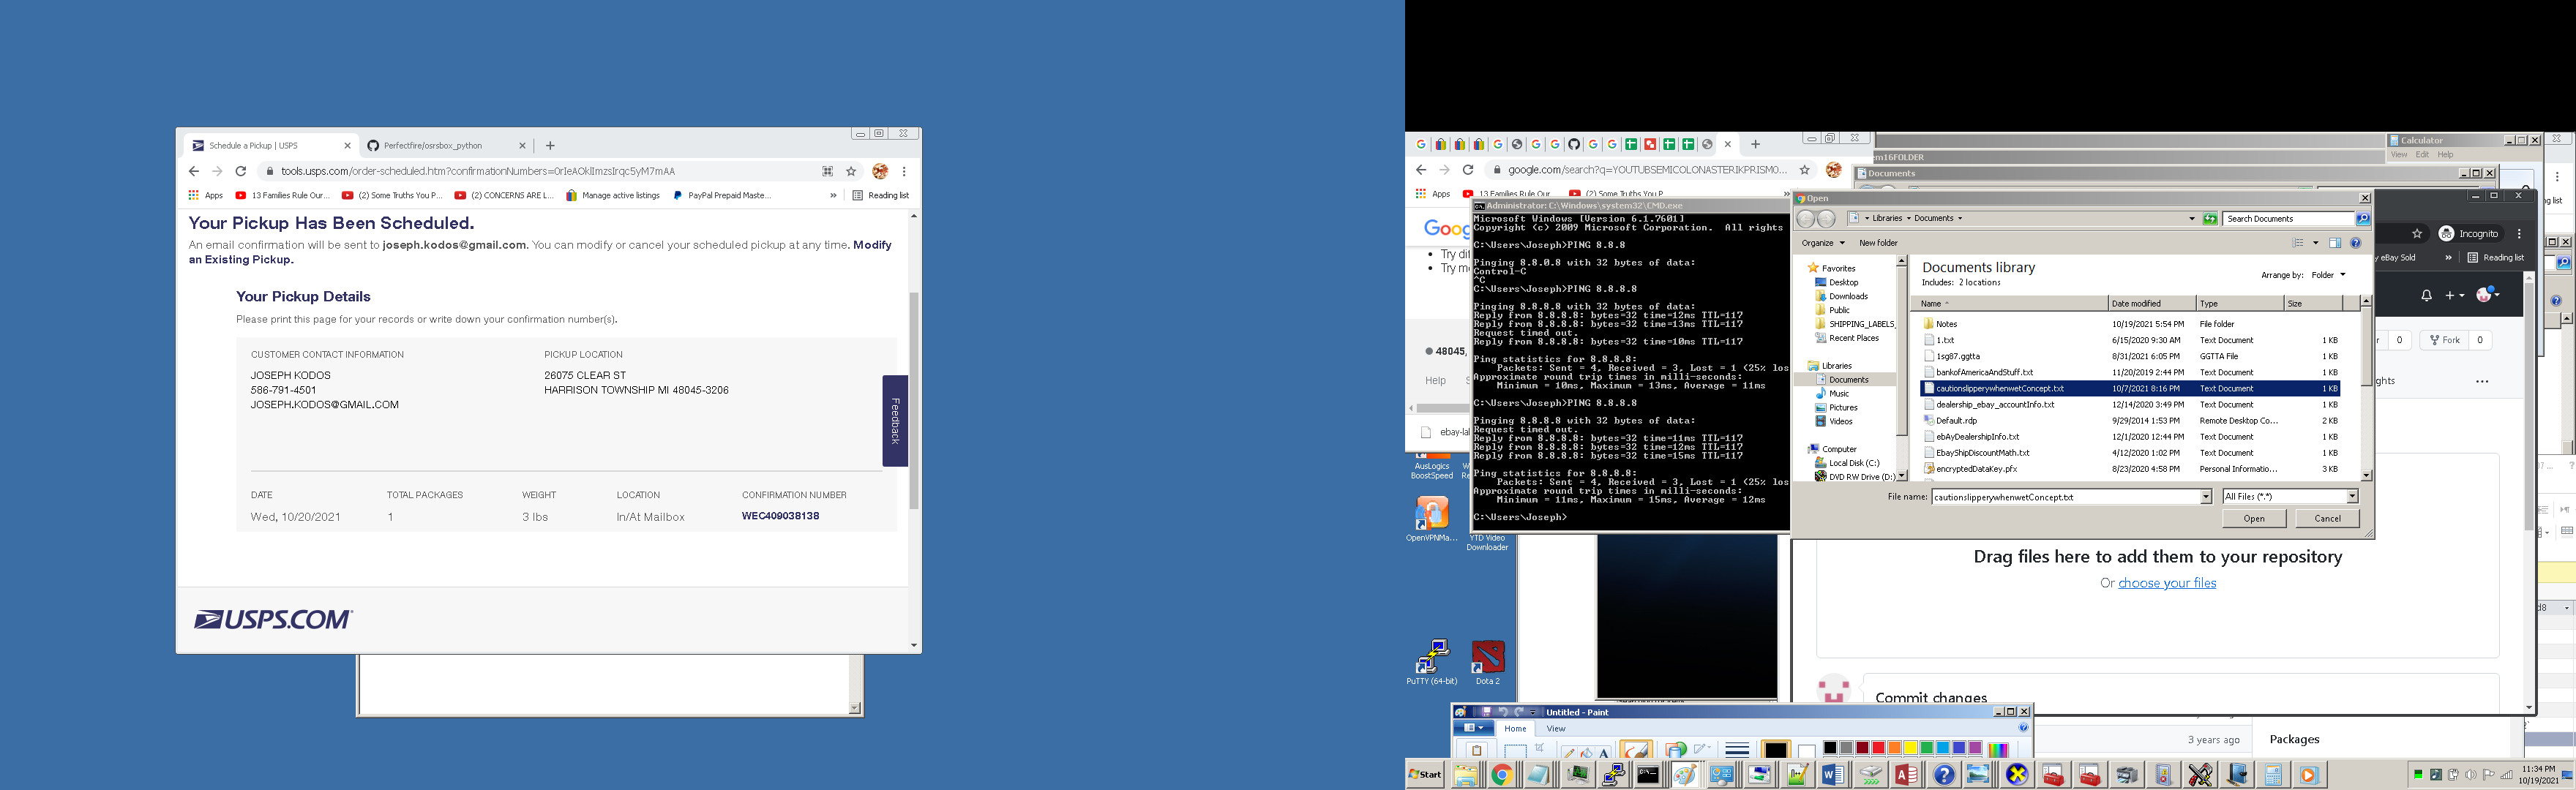 Schedule a Pickup | USPS
Perfectfire/osrsbox_python
tools.usps.com/order-scheduled.htm?confirmationNumbers=0rIeAOkIImzsIrqc5yM7mAA
Apps
13 Families Rule Our...
(2) Some Truths You P...
(2) CONCERNS ARE L...
Manage active listings
PayPal Prepaid Maste...
»
Reading list
Your Pickup Has Been Scheduled.
An email confirmation will be sent to joseph.kodos@gmail.com. You can modify or cancel your scheduled pickup at any time. Modify
an Existing Pickup.
Your Pickup Details
Please print this page for your records or write down your confirmation number(s).
CUSTOMER CONTACT INFORMATION
PICKUP LOCATION
JOSEPH KODOS
26075 CLEAR ST
586-791-4501
HARRISON TOWNSHIP MI 48045-3206
JOSEPH.KODOS@GMAIL.COM
Feedback
DATE
TOTAL PACKAGES
WEIGHT
LOCATION
CONFIRMATION NUMBER
Wed, 10/20/2021
1
3 lbs
In/At Mailbox
WEC409038138
USPS.COM
google.com/search?q=YOUTUBSEMICOLONASTERIKPRISM0...
Apps
13 Families Rule Our...
(2) Some Truths You P...
»
Goog
Try dif
Try mo
48045,
Help
ebay-lal
em16FOLDER
Documents
Calculator
View Edit Help
Administrator: C:\Windows\system32\CMD.exe
Microsoft Windows [Version 6.1.7601]
Copyright (c) 2009 Microsoft Corporation. All rights
C:\Users\Joseph>PING 8.8.8
Pinging 8.8.0.8 with 32 bytes of data:
Control-C
^C
C:\Users\Joseph>PING 8.8.8.8
Pinging 8.8.8.8 with 32 bytes of data:
Reply from 8.8.8.8: bytes=32 time=12ms TTL=117
Reply from 8.8.8.8: bytes=32 time=13ms TTL=117
Request timed out.
Reply from 8.8.8.8: bytes=32 time=10ms TTL=117
Ping statistics for 8.8.8.8:
Packets: Sent = 4, Received = 3, Lost = 1 (25% los
Approximate round trip times in milli-seconds:
Minimum = 10ms, Maximum = 13ms, Average = 11ms
C:\Users\Joseph>PING 8.8.8.8
Pinging 8.8.8.8 with 32 bytes of data:
Request timed out.
Reply from 8.8.8.8: bytes=32 time=11ms TTL=117
Reply from 8.8.8.8: bytes=32 time=12ms TTL=117
Reply from 8.8.8.8: bytes=32 time=15ms TTL=117
Ping statistics for 8.8.8.8:
Packets: Sent = 4, Received = 3, Lost = 1 (25% los
Approximate round trip times in milli-seconds:
Minimum = 11ms, Maximum = 15ms, Average = 12ms
C:\Users\Joseph>
Open
Libraries
Documents
Search Documents
Organize
New folder
Favorites
Desktop
Downloads
Public
SHIPPING_LABELS_
Recent Places
Libraries
Documents
Music
Pictures
Videos
Computer
Local Disk (C:)
DVD RW Drive (D:)
Documents library
Includes: 2 locations
Arrange by: Folder
Name Date modified Type Size
Notes 10/19/2021 5:54 PM File folder
1.txt 6/15/2020 9:30 AM Text Document 1 KB
1sg87.ggtta 8/31/2021 6:05 PM GGTTA File 1 KB
bankofAmericaAndStuff.txt 11/20/2019 2:44 PM Text Document 1 KB
cautionslipperywhenwetConcept.txt 10/7/2021 8:16 PM Text Document 1 KB
dealership_ebay_accountInfo.txt 12/14/2020 3:49 PM Text Document 1 KB
Default.rdp 9/29/2014 1:53 PM Remote Desktop Co... 2 KB
ebAyDealershipInfo.txt 12/1/2020 12:44 PM Text Document 1 KB
EbayShipDiscountMath.txt 4/12/2020 1:02 PM Text Document 1 KB
encryptedDataKey.pfx 8/23/2020 4:58 PM Personal Informatio... 3 KB
File name: cautionslipperywhenwetConcept.txt
All Files (*.*)
Open
Cancel
Incognito
y eBay Sold
»
Reading list
0
Fork
0
ghts
Drag files here to add them to your repository
Or choose your files
Commit changes
3 years ago
Packages
AusLogics
BoostSpeed
OpenVPNMa...
YTD Video
Downloader
PuTTY (64-bit)
Dota 2
Untitled - Paint
Home
View
Start
11:34 PM
10/19/2021